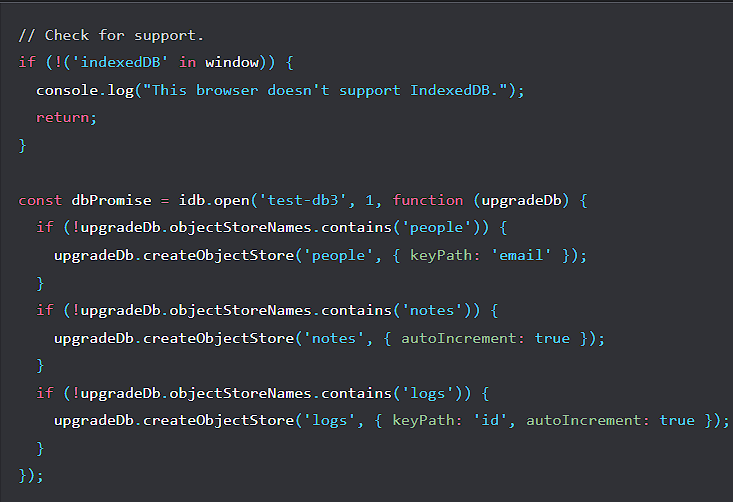 // Check for support.
if (!('indexedDB' in window)) {
  console.log("This browser doesn't support IndexedDB.");
  return;
}

const dbPromise = idb.open('test-db3', 1, function (upgradeDb) {
  if (!upgradeDb.objectStoreNames.contains('people')) {
    upgradeDb.createObjectStore('people', { keyPath: 'email' });
  }
  if (!upgradeDb.objectStoreNames.contains('notes')) {
    upgradeDb.createObjectStore('notes', { autoIncrement: true });
  }
  if (!upgradeDb.objectStoreNames.contains('logs')) {
    upgradeDb.createObjectStore('logs', { keyPath: 'id', autoIncrement: true });
  }
});